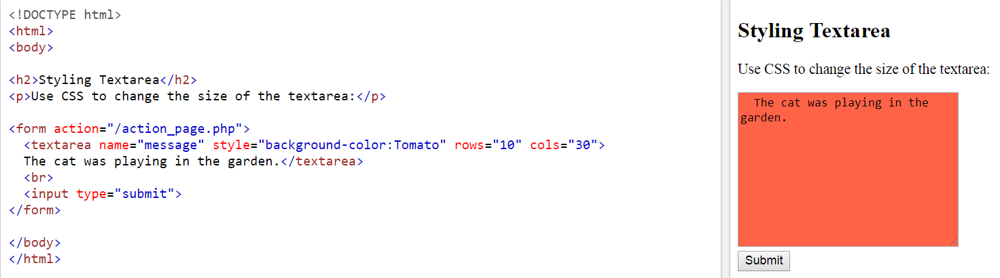 <!DOCTYPE html>
<html>
<body>
<h2>Styling Textarea</h2>
<p>Use CSS to change the size of the textarea:</p>
<form action="/action_page.php">
<textarea name="message" style="background-color:Tomato" rows="10" cols="30">
The cat was playing in the garden.</textarea>
<br>
<input type="submit">
</form>
</body>
</html>
Styling Textarea
Use CSS to change the size of the textarea:
The cat was playing in the
garden.
Submit